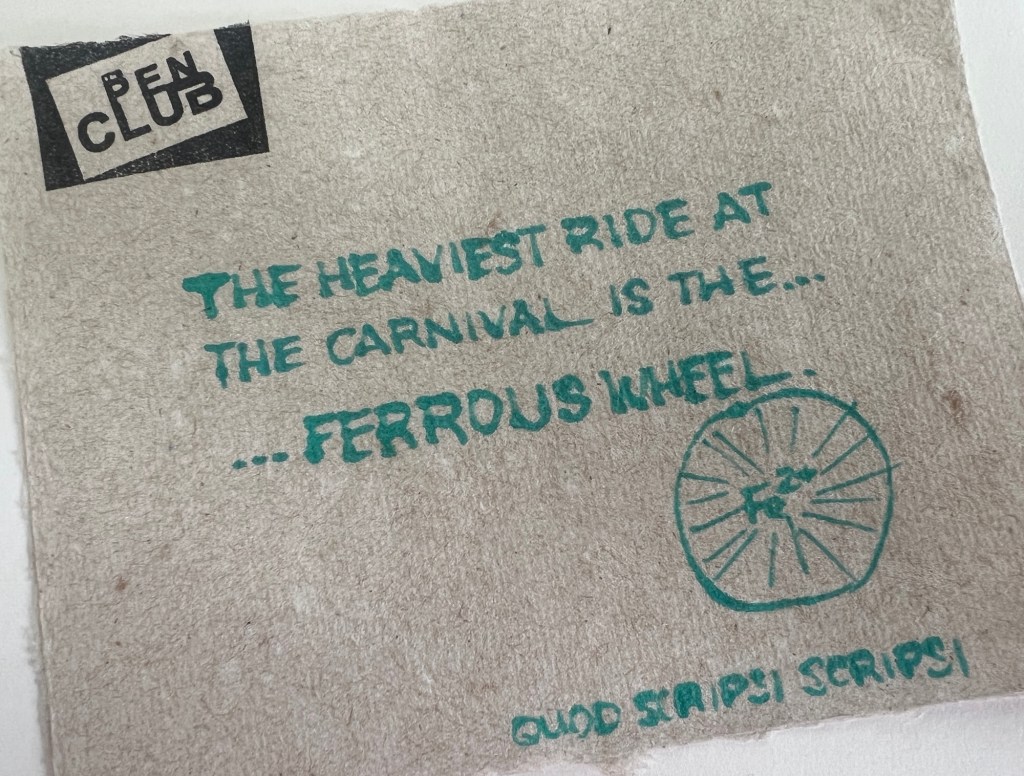 PEN
CLUB
THE HEAVIEST RIDE AT
THE CARNIVAL IS THE...
...FERROUS WHEEL.
Fe²⁺
QUOD SCRIPSI SCRIPSI